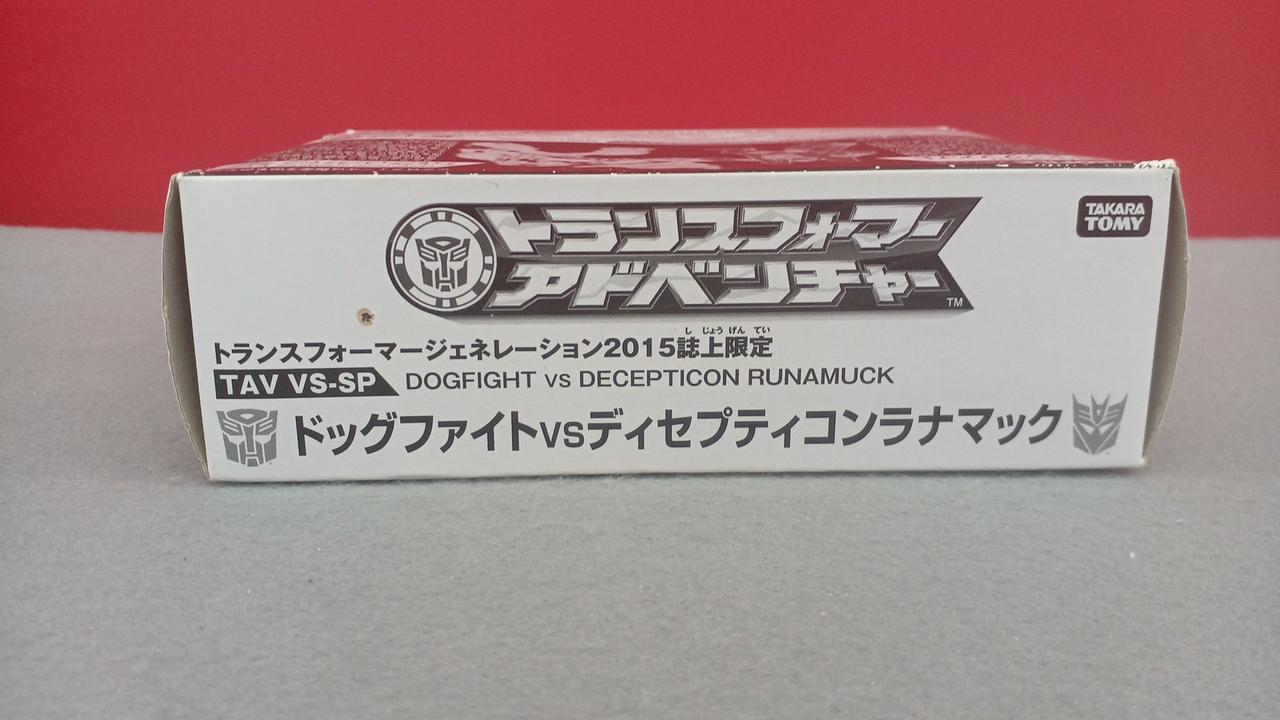 トランスフォーマー
アドベンチャー
TM
TAKARA
TOMY
し じょう げん てい
トランスフォーマージェネレーション2015誌上限定
TAV VS-SP DOGFIGHT VS DECEPTICON RUNAMUCK
ドッグファイトVSディセプティコンラナマック